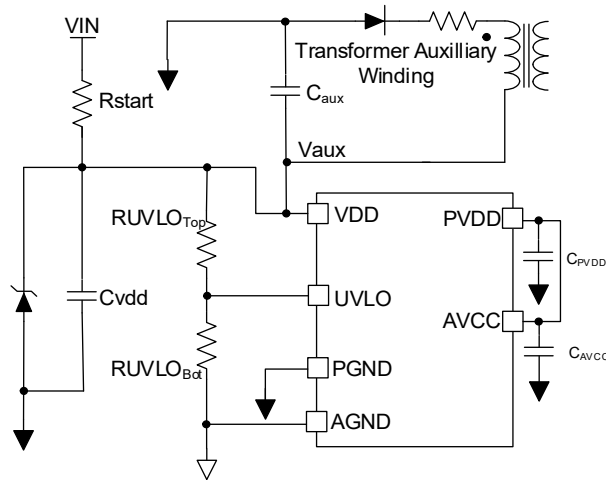 VIN
Rstart
Transformer Auxilliary
Winding
Caux
Vaux
RUVLOTop
VDD
PVDD
CPVDD
Cvdd
UVLO
AVCC
CAVCC
RUVLOBot
PGND
AGND